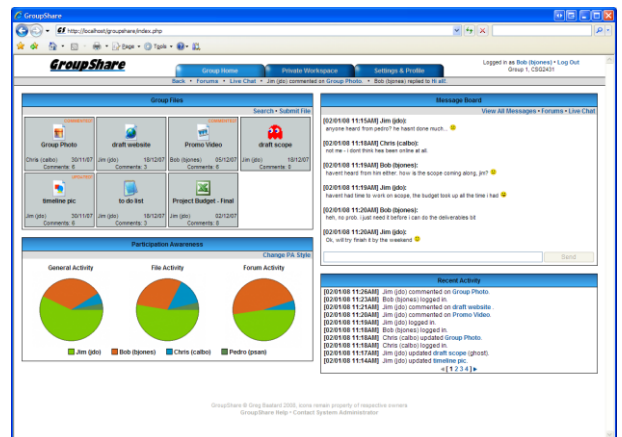 GroupShare
http://localhost/groupshare/index.php
Page
Tools
GroupShare
Group Home
Private Workspace
Settings & Profile
Logged in as Bob (bjones) • Log Out
Group 1, CSG2431
Back • Forums • Live Chat • Jim (jdo) commented on Group Photo. • Bob (bjones) replied to Hi all!.
Group Files
Search • Submit File
Group Photo
Chris (calbo) 30/11/07
Comments: 6
draft website
Jim (jdo) 18/12/07
Comments: 3
Promo Video
Bob (bjones) 05/12/07
Comments: 6
draft scope
Jim (jdo) 18/12/07
Comments: 8
timeline pic
Jim (jdo) 30/11/07
Comments: 6
to do list
Jim (jdo) 18/12/07
Comments: 3
Project Budget - Final
Jim (jdo) 02/12/07
Comments: 8
Participation Awareness
Change PA Style
General Activity
File Activity
Forum Activity
Jim (jdo)
Bob (bjones)
Chris (calbo)
Pedro (psan)
Message Board
View All Messages • Forums • Live Chat
[02/01/08 11:15AM] Jim (jdo):
anyone heard from pedro? he hasnt done much...
[02/01/08 11:18AM] Chris (calbo):
not me - i dont think hes been online at all.
[02/01/08 11:19AM] Bob (bjones):
havent heard from him either. how is the scope coming along, jim?
[02/01/08 11:19AM] Jim (jdo):
havent had time to work on scope, the budget took up all the time i had
[02/01/08 11:20AM] Bob (bjones):
heh, no prob. i just need it before i can do the deliverables bit
[02/01/08 11:20AM] Jim (jdo):
Ok, will try finish it by the weekend
Send
Recent Activity
[02/01/08 11:26AM] Jim (jdo) commented on Group Photo.
[02/01/08 11:23AM] Bob (bjones) logged in.
[02/01/08 11:21AM] Jim (jdo) commented on draft website.
[02/01/08 11:20AM] Jim (jdo) commented on Promo Video.
[02/01/08 11:19AM] Jim (jdo) logged in.
[02/01/08 11:18AM] Bob (bjones) logged in.
[02/01/08 11:18AM] Chris (calbo) updated Group Photo.
[02/01/08 11:18AM] Chris (calbo) logged in.
[02/01/08 11:17AM] Jim (jdo) updated draft scope (ghost).
[02/01/08 11:14AM] Jim (jdo) updated timeline pic.
[ 1 2 3 4 ]
GroupShare © Greg Baatard 2008, icons remain property of respective owners
GroupShare Help • Contact System Administrator